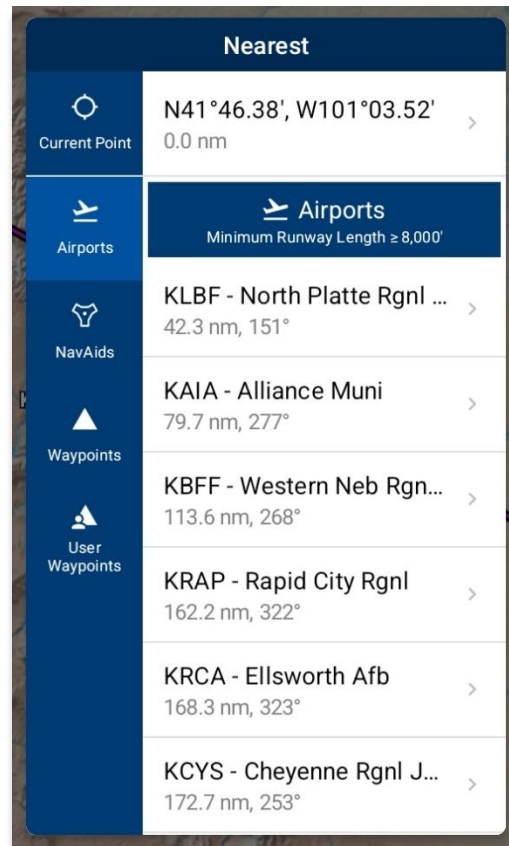 Nearest
Current Point
N41°46.38', W101°03.52'
0.0 nm
Airports
Airports
Minimum Runway Length ≥ 8,000'
KLBF - North Platte Rgnl ...
42.3 nm, 151°
NavAids
KAIA - Alliance Muni
79.7 nm, 277°
Waypoints
KBFF - Western Neb Rgn...
113.6 nm, 268°
User
Waypoints
KRAP - Rapid City Rgnl
162.2 nm, 322°
KRCA - Ellsworth Afb
168.3 nm, 323°
KCYS - Cheyenne Rgnl J...
172.7 nm, 253°